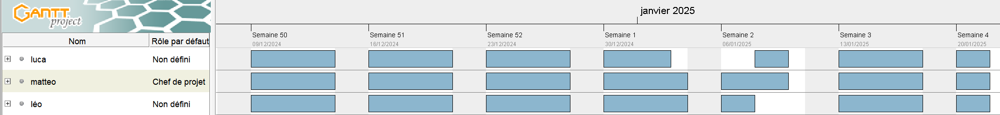 GANTT
project
janvier 2025
Nom Rôle par défaut
Semaine 50 Semaine 51 Semaine 52 Semaine 1 Semaine 2 Semaine 3 Semaine 4
09/12/2024 16/12/2024 23/12/2024 30/12/2024 06/01/2025 13/01/2025 20/01/2025
luca Non défini
matteo Chef de projet
léo Non défini